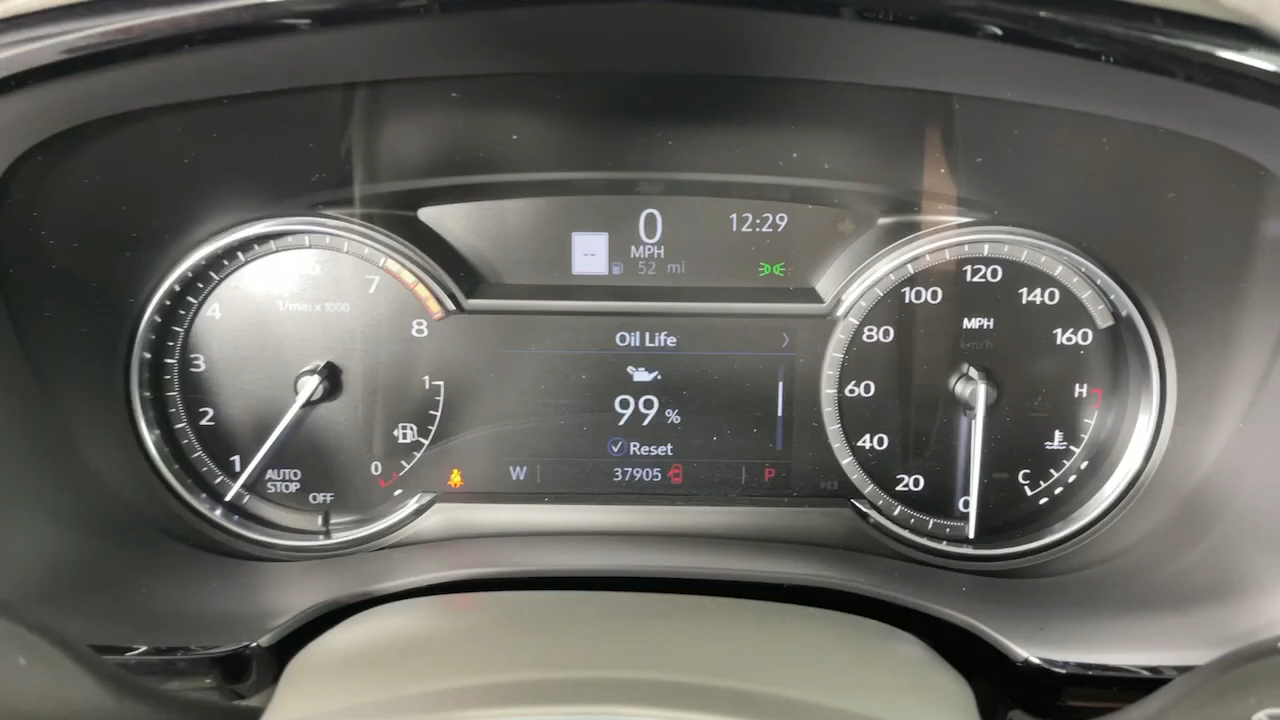 0
MPH
12:29
--
52 mi
1/min x 1000
7
8
4
3
2
1
AUTO
STOP
OFF
1
0
Oil Life
99 %
Reset
W
37905
P
120
100
140
80
MPH
160
km/h
60
H
40
20
C
0